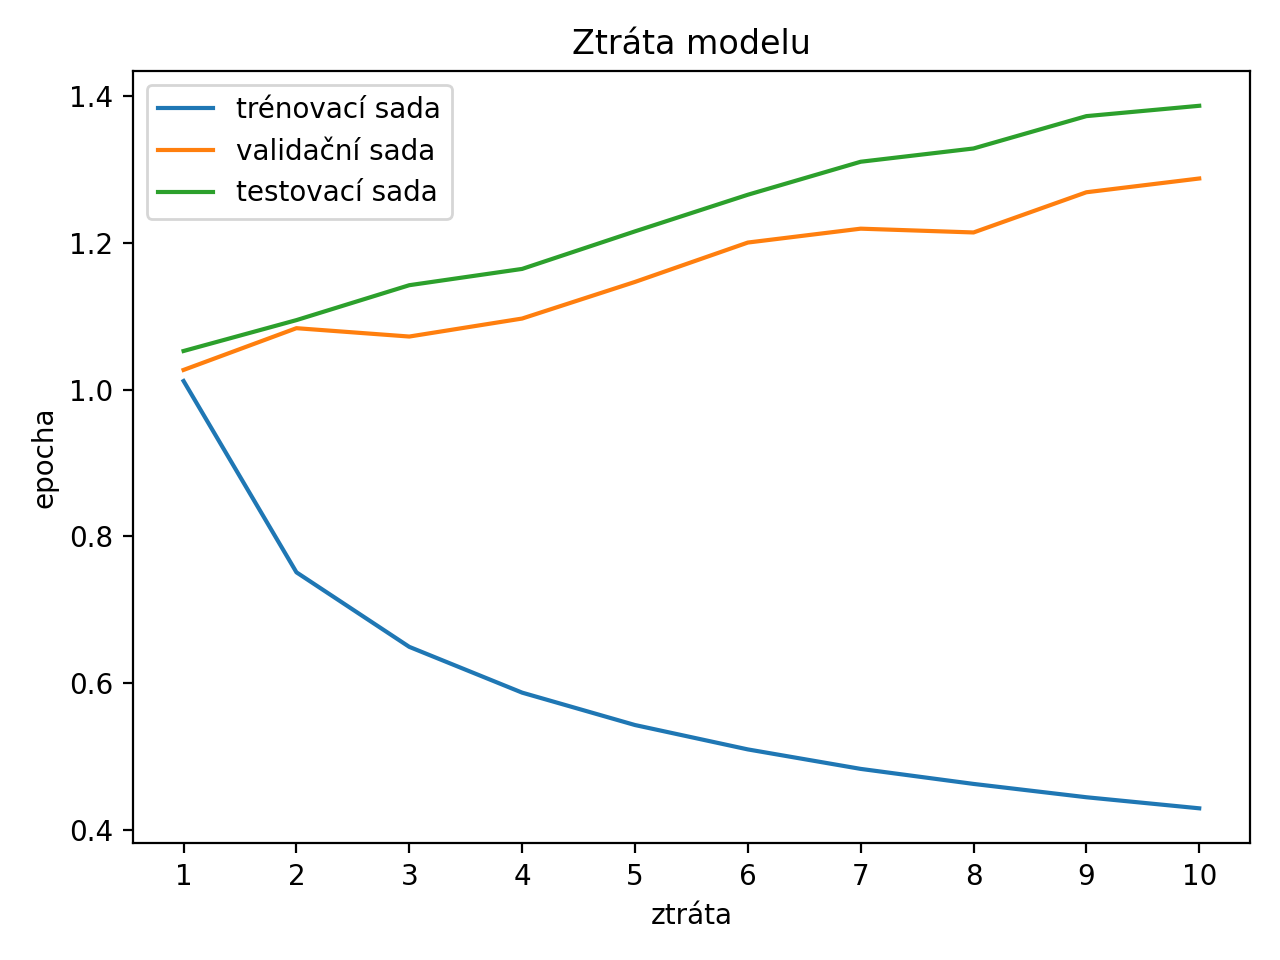 Ztráta modelu
trénovací sada
validační sada
testovací sada
1.4
1.2
1.0
0.8
0.6
0.4
epocha
1 2 3 4 5 6 7 8 9 10
ztráta